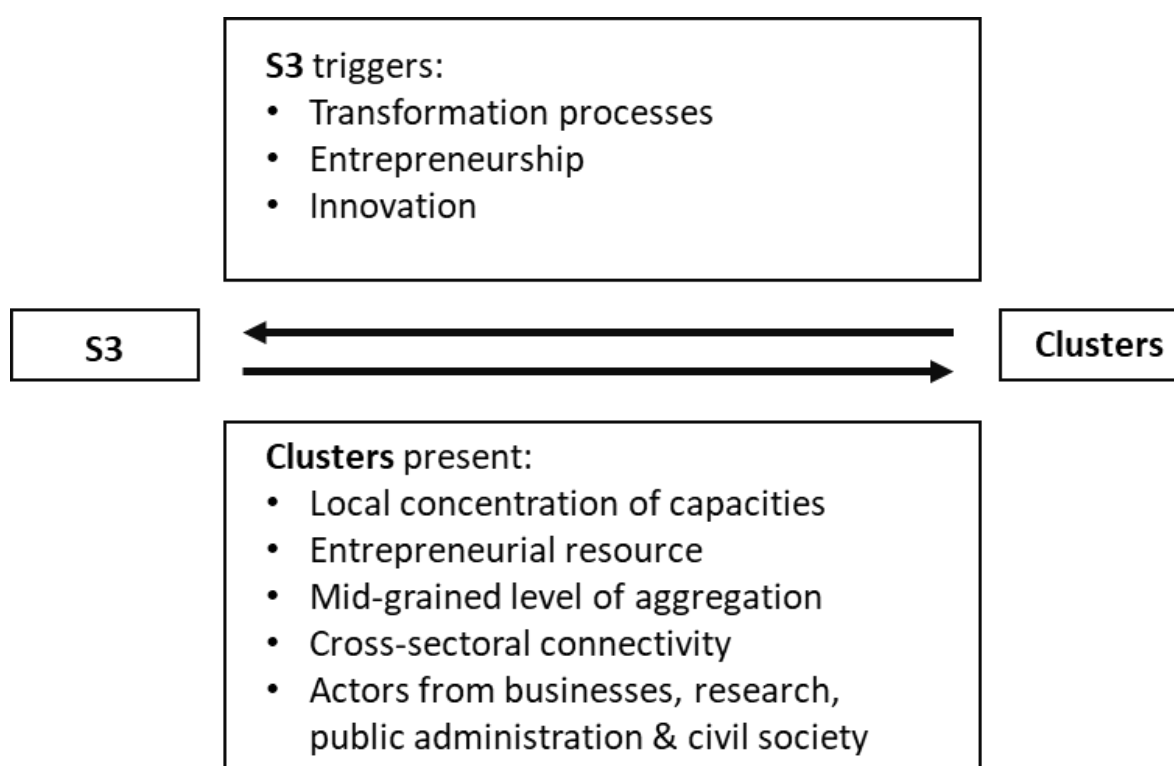 S3 triggers:
• Transformation processes
• Entrepreneurship
• Innovation
S3
Clusters
Clusters present:
• Local concentration of capacities
• Entrepreneurial resource
• Mid-grained level of aggregation
• Cross-sectoral connectivity
• Actors from businesses, research,
public administration & civil society